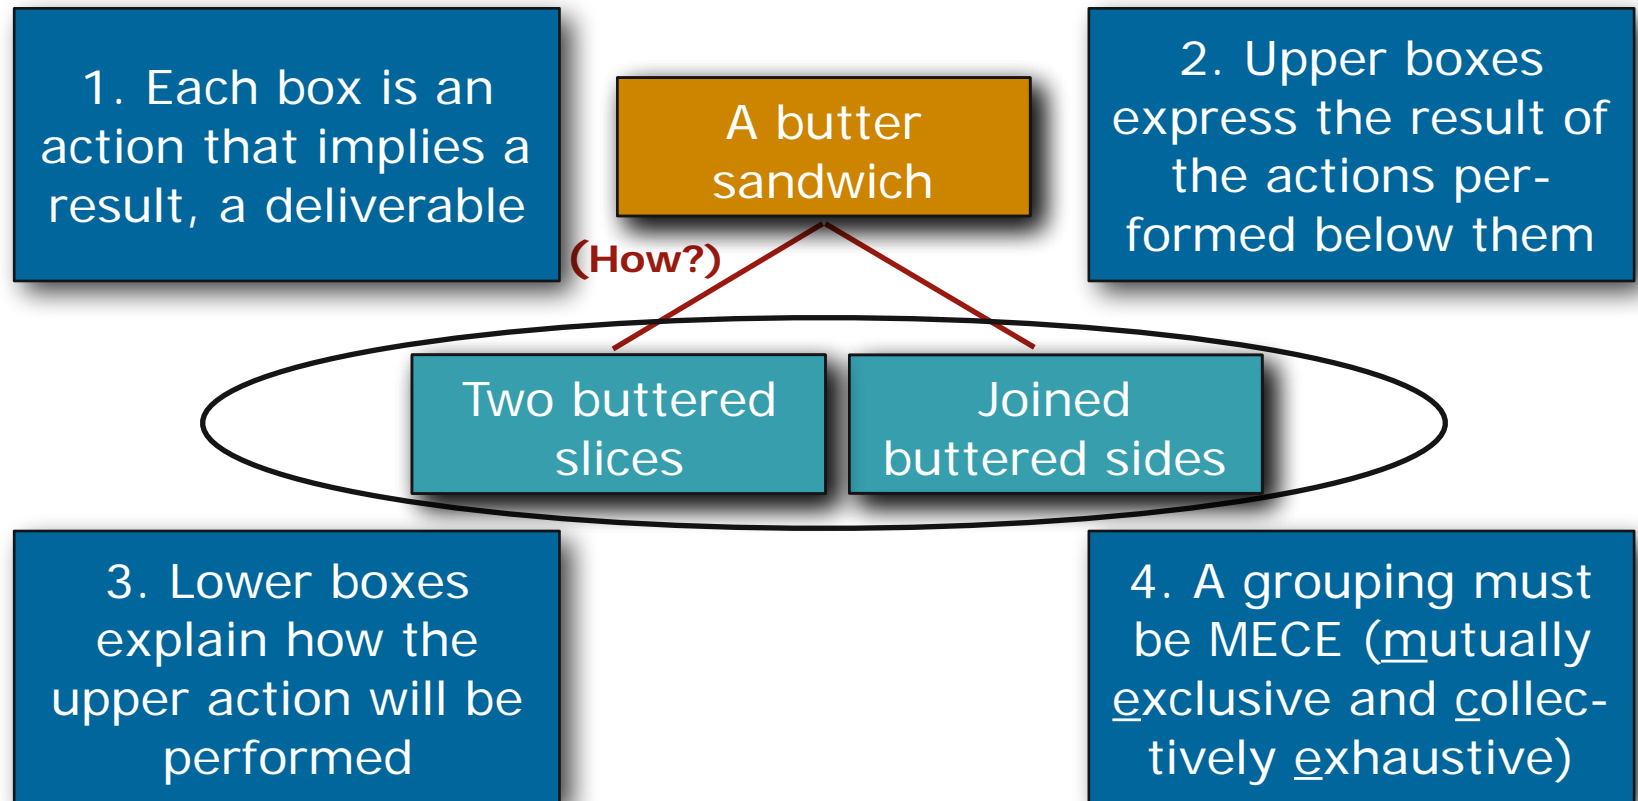 1. Each box is an
action that implies a
result, a deliverable
A butter
sandwich
2. Upper boxes
express the result of
the actions per-
formed below them
(How?)
Two buttered
slices
Joined
buttered sides
3. Lower boxes
explain how the
upper action will be
performed
4. A grouping must
be MECE (mutually
exclusive and collec-
tively exhaustive)